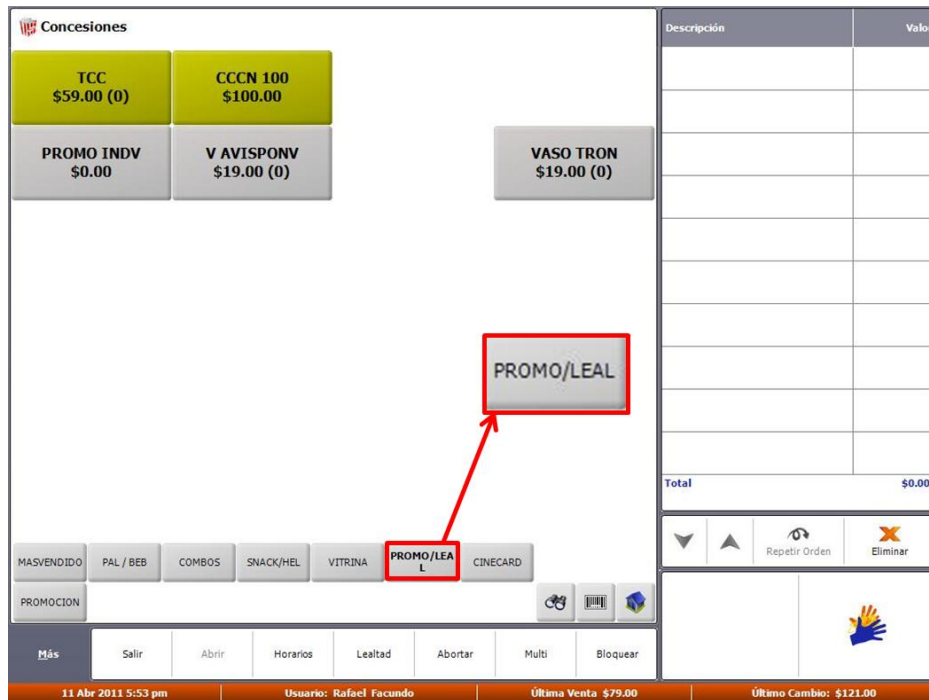 Concesiones
Descripción
Valo
TCC
$59.00 (0)
CCCN 100
$100.00
PROMO INDV
$0.00
V AVISPONV
$19.00 (0)
VASO TRON
$19.00 (0)
PROMO/LEAL
Total
$0.00
Repetir Orden
Eliminar
MASVENDIDO
PAL / BEB
COMBOS
SNACK/HEL
VITRINA
PROMO/LEA
L
CINECARD
PROMOCION
Más
Salir
Abrir
Horarios
Lealtad
Abortar
Multi
Bloquear
11 Abr 2011 5:53 pm
Usuario: Rafael Facundo
Última Venta $79.00
Último Cambio: $121.00